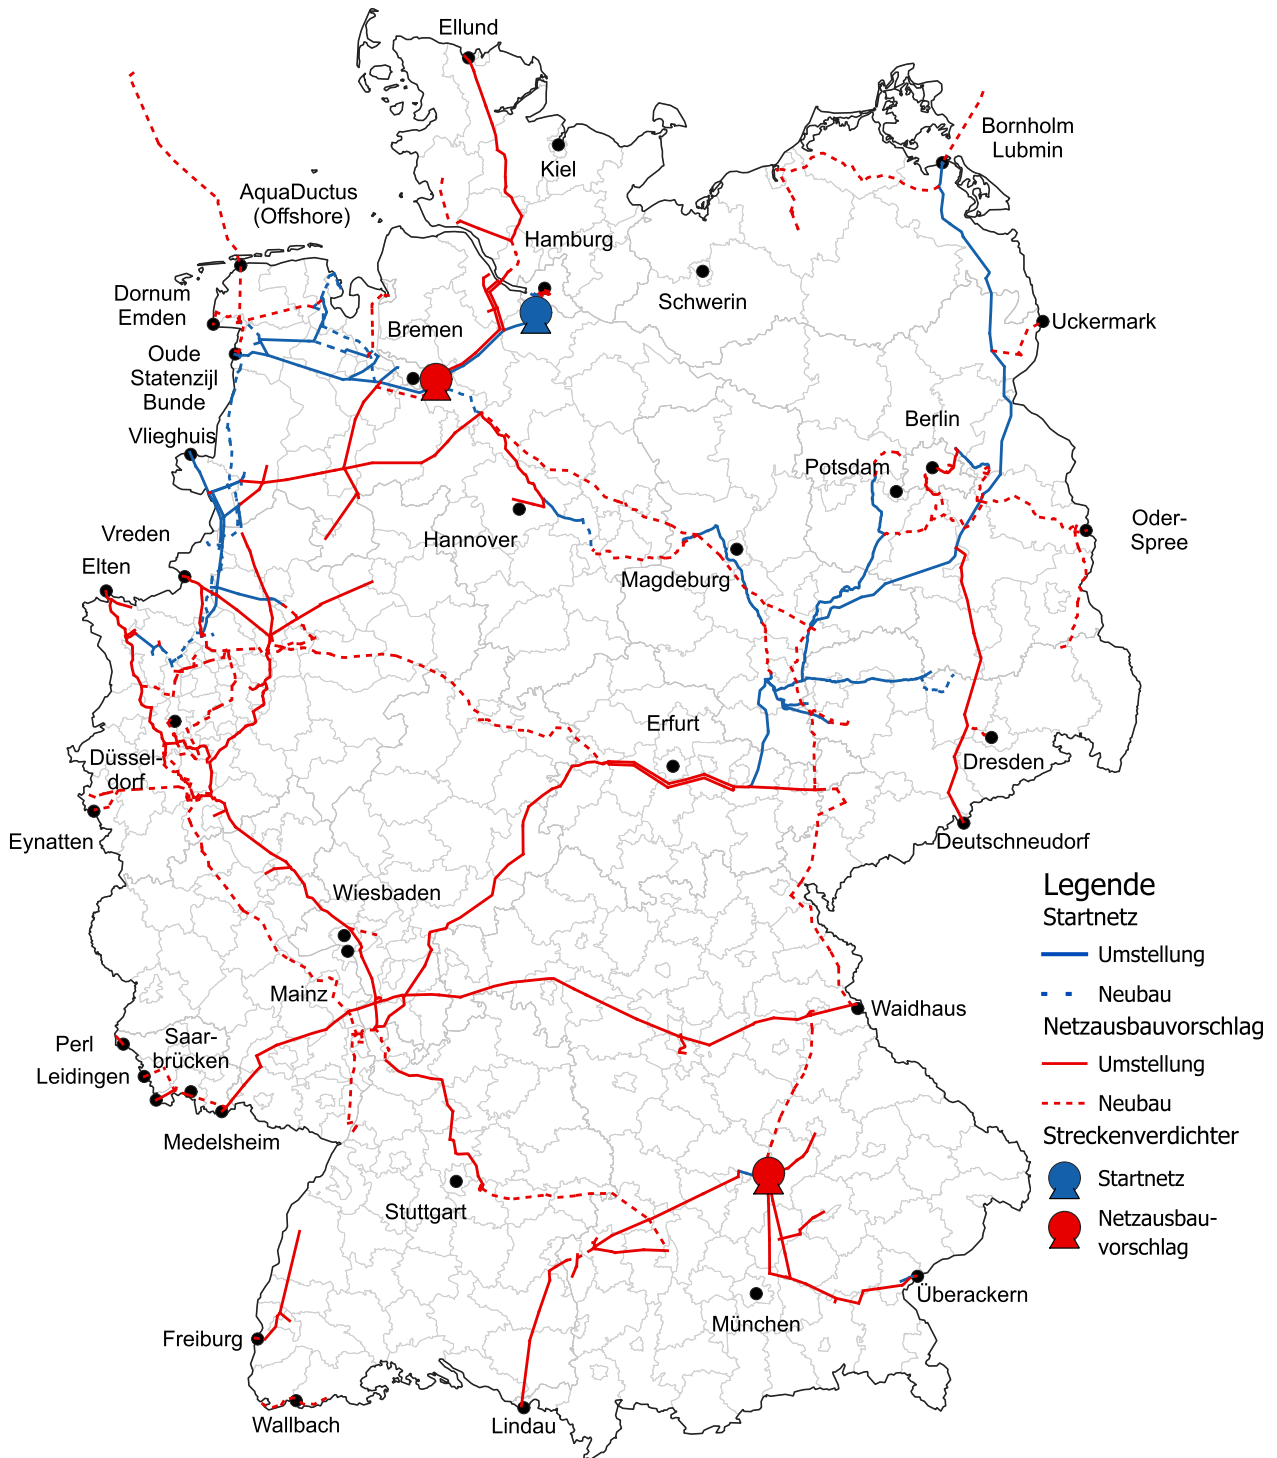 Ellund
Bornholm
Lubmin
Kiel
AquaDuctus
(Offshore)
Hamburg
Schwerin
Dornum
Emden
Uckermark
Bremen
Oude
Statenzijl
Bunde
Berlin
Vlieghuis
Potsdam
Oder-
Spree
Vreden
Hannover
Elten
Magdeburg
Erfurt
Düssel-
dorf
Dresden
Eynatten
Deutschneudorf
Legende
Wiesbaden
Startnetz
Umstellung
Mainz
Neubau
Waidhaus
Netzausbauvorschlag
Saar-
brücken
Perl
Umstellung
Leidingen
Neubau
Medelsheim
Streckenverdichter
Startnetz
Stuttgart
Netzausbau-
vorschlag
Überackern
München
Freiburg
Wallbach
Lindau